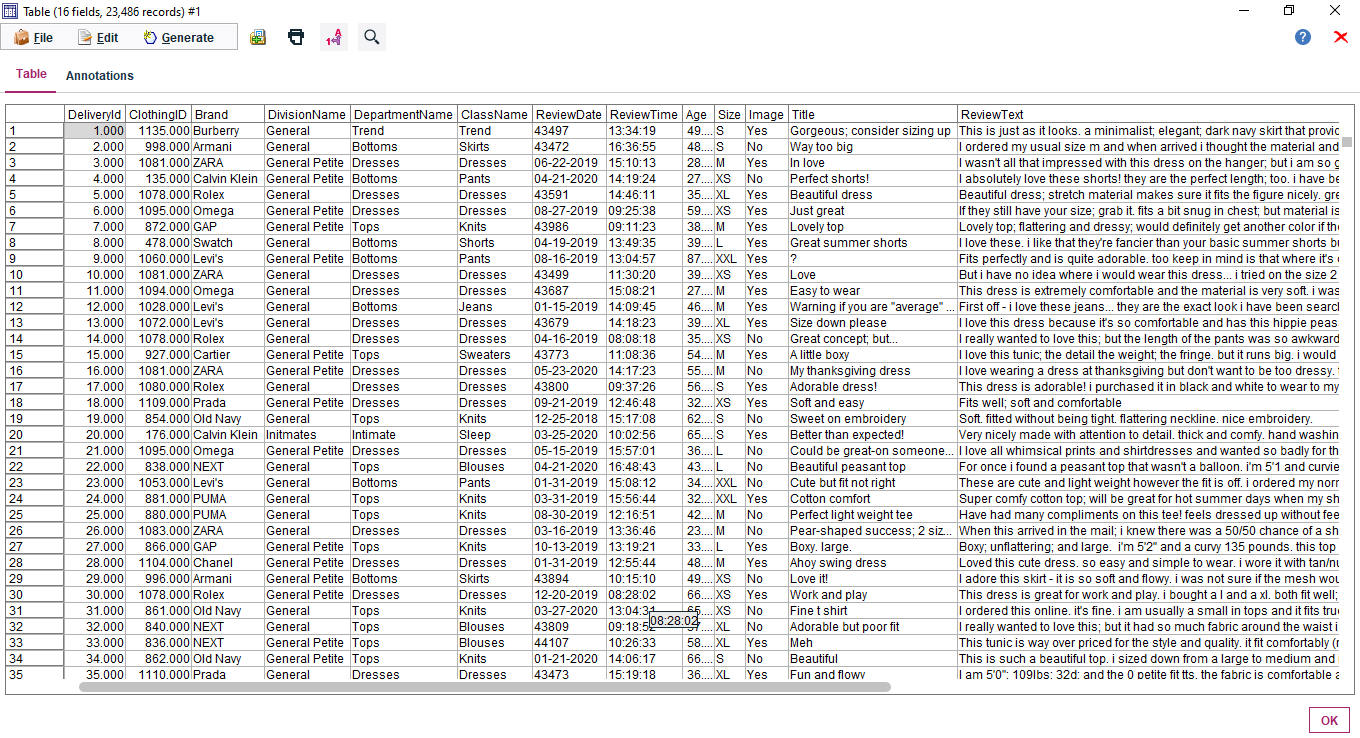 Table (16 fields, 23,486 records) #1
File Edit Generate
Table Annotations
DeliveryId ClothingID Brand DivisionName DepartmentName ClassName ReviewDate ReviewTime Age Size Image Title ReviewText
1 1.000 1135.000 Burberry General Trend Trend 43497 13:34:19 49.... S Yes Gorgeous; consider sizing up This is just as it looks. a minimalist; elegant; dark navy skirt that provic
2 2.000 998.000 Armani General Bottoms Skirts 43472 16:36:55 48.... S No Way too big I ordered my usual size m and when arrived i thought the material and
3 3.000 1081.000 ZARA General Petite Dresses Dresses 06-22-2019 15:10:13 28.... M Yes In love I wasn't all that impressed with this dress on the hanger; but i am so g
4 4.000 135.000 Calvin Klein General Petite Bottoms Pants 04-21-2020 14:19:24 27.... XS No Perfect shorts! I absolutely love these shorts! they are the perfect length; too. i have be
5 5.000 1078.000 Rolex General Dresses Dresses 43591 14:46:11 35.... XL Yes Beautiful dress Beautiful dress; stretch material makes sure it fits the figure nicely. gre
6 6.000 1095.000 Omega General Petite Dresses Dresses 08-27-2019 09:25:38 59.... XS Yes Just great If they still have your size; grab it. fits a bit snug in chest; but material is
7 7.000 872.000 GAP General Petite Tops Knits 43986 09:11:23 38.... M Yes Lovely top Lovely top; flattering and dressy; would definitely get another color if the
8 8.000 478.000 Swatch General Bottoms Shorts 04-19-2019 13:49:35 39.... L Yes Great summer shorts I love these. i like that they're fancier than your basic summer shorts bu
9 9.000 1060.000 Levi's General Petite Bottoms Pants 08-16-2019 13:04:57 87.... XXL Yes ? Fits perfectly and is quite adorable. too keep in mind is that where it's
10 10.000 1081.000 ZARA General Dresses Dresses 43499 11:30:20 39.... XS Yes Love But i have no idea where i would wear this dress... i tried on the size 2
11 11.000 1094.000 Omega General Dresses Dresses 43687 15:08:21 27.... M Yes Easy to wear This dress is extremely comfortable and the material is very soft. i was
12 12.000 1028.000 Levi's General Bottoms Jeans 01-15-2019 14:09:45 46.... M Yes Warning if you are "average" ... First off - i love these jeans... they are the exact look i have been searc
13 13.000 1072.000 Levi's General Petite Dresses Dresses 43679 14:18:23 39.... XL Yes Size down please I love this dress because it's so comfortable and has this hippie peas
14 14.000 1078.000 Rolex General Dresses Dresses 04-16-2019 08:08:18 35.... XS No Great concept; but... I really wanted to love this; but the length of the pants was so awkward
15 15.000 927.000 Cartier General Petite Tops Sweaters 43773 11:08:36 54.... M Yes A little boxy I love this tunic; the detail the weight; the fringe. but it runs big. i would
16 16.000 1081.000 ZARA General Petite Dresses Dresses 05-23-2020 14:17:23 55.... M No My thanksgiving dress I love wearing a dress at thanksgiving but don't want to be too dressy.
17 17.000 1080.000 Rolex General Dresses Dresses 43800 09:37:26 56.... S Yes Adorable dress! This dress is adorable! i purchased it in black and white to wear to my
18 18.000 1109.000 Prada General Petite Dresses Dresses 09-21-2019 12:46:48 32.... XS Yes Soft and easy Fits well; soft and comfortable
19 19.000 854.000 Old Navy General Tops Knits 12-25-2018 15:17:08 62.... S No Sweet on embroidery Soft. fitted without being tight. flattering neckline. nice embroidery.
20 20.000 176.000 Calvin Klein Initmates Intimate Sleep 03-25-2020 10:02:56 65.... S Yes Better than expected! Very nicely made with attention to detail. thick and comfy. hand washin
21 21.000 1095.000 Omega General Petite Dresses Dresses 05-15-2019 15:57:01 36.... L No Could be great-on someone... I love all whimsical prints and shirtdresses and wanted so badly for th
22 22.000 838.000 NEXT General Tops Blouses 04-21-2020 16:48:43 43.... L No Beautiful peasant top For once i found a peasant top that wasn't a balloon. i'm 5'1 and curvie
23 23.000 1053.000 Levi's General Bottoms Pants 01-31-2019 15:08:12 34.... XXL No Cute but fit not right These are cute and light weight however the fit is off. i ordered my norr
24 24.000 881.000 PUMA General Tops Knits 03-31-2019 15:56:44 32.... XXL Yes Cotton comfort Super comfy cotton top; will be great for hot summer days when my sh
25 25.000 880.000 PUMA General Tops Knits 08-30-2019 12:16:51 42.... M No Perfect light weight tee Have had many compliments on this tee! feels dressed up without fee
26 26.000 1083.000 ZARA General Dresses Dresses 03-16-2019 13:36:46 23.... M No Pear-shaped success; 2 siz... When this arrived in the mail; i knew there was a 50/50 chance of a sh
27 27.000 866.000 GAP General Petite Tops Knits 10-13-2019 13:19:21 33.... L Yes Boxy. large. Boxy; unflattering; and large. i'm 5'2" and a curvy 135 pounds. this top
28 28.000 1104.000 Chanel General Petite Dresses Dresses 01-31-2019 12:55:44 48.... M Yes Ahoy swing dress Loved this cute dress. so easy and simple to wear. i wore it with tan/nu
29 29.000 996.000 Armani General Petite Bottoms Skirts 43894 10:15:10 49.... XS No Love it! I adore this skirt - it is so soft and flowy. i was not sure if the mesh wou
30 30.000 1078.000 Rolex General Petite Dresses Dresses 12-20-2019 08:28:02 66.... XS Yes Work and play This dress is great for work and play. i bought a l and a xl. both fit well;
31 31.000 861.000 Old Navy General Tops Knits 03-27-2020 13:04:31 65.... XS No Fine t shirt I ordered this online. it's fine. i am usually a small in tops and it fits true
08:28:02
32 32.000 840.000 NEXT General Petite Tops Blouses 43809 XL No Adorable but poor fit I really wanted to love this; but it had so much fabric around the waist i
33 33.000 836.000 NEXT General Petite Tops Blouses 44107 10:26:33 58.... XL Yes Meh This tunic is way over priced for the style and quality. it fit comfortably
34 34.000 862.000 Old Navy General Petite Tops Knits 01-21-2020 14:06:17 66.... S No Beautiful This is such a beautiful top. i sized down from a large to medium and
35 35.000 1110.000 Prada General Petite Dresses Dresses 43473 15:19:18 36.... XL Yes Fun and flowy I am 5'0"; 109lbs; 32d; and the 0 petite fit tts. the fabric is comfortable a
OK